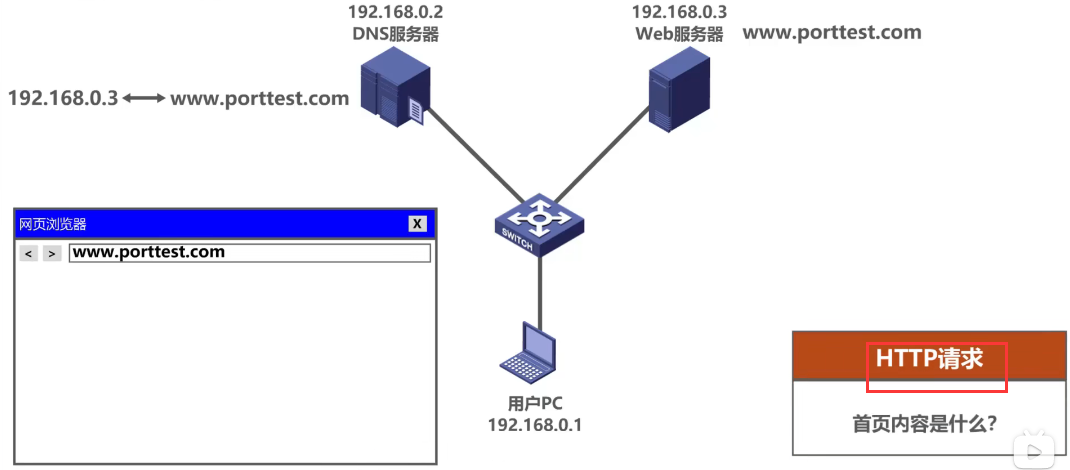 192.168.0.2
DNS服务器
192.168.0.3
Web服务器
www.porttest.com
192.168.0.3
www.porttest.com
网页浏览器
X
<
>
www.porttest.com
SWITCH
用户PC
192.168.0.1
HTTP请求
首页内容是什么?